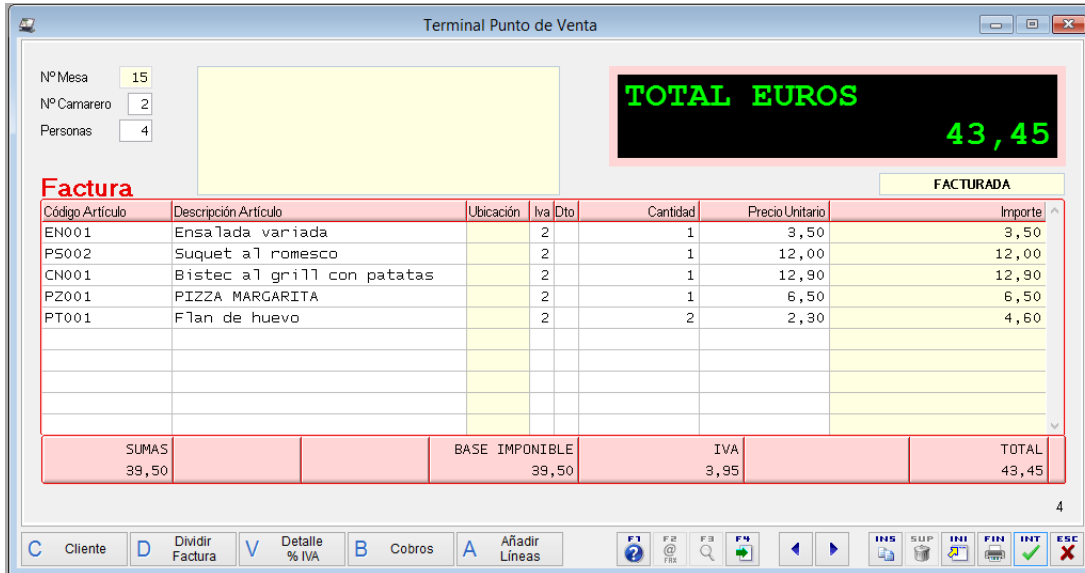 Terminal Punto de Venta
Nº Mesa 15
Nº Camarero 2
Personas 4
TOTAL EUROS
43,45
Factura
FACTURADA
Código Artículo Descripción Artículo Ubicación Iva Dto Cantidad Precio Unitario Importe
EN001 Ensalada variada 2 1 3,50 3,50
PS002 Suquet al romesco 2 1 12,00 12,00
CN001 Bistec al grill con patatas 2 1 12,90 12,90
PZ001 PIZZA MARGARITA 2 1 6,50 6,50
PT001 Flan de huevo 2 2 2,30 4,60
SUMAS BASE IMPONIBLE IVA TOTAL
39,50 39,50 3,95 43,45
4
C Cliente D Dividir Factura V Detalle % IVA B Cobros A Añadir Líneas F1 ? F2 @ FRX F3 F4 INS SUP INI FIN INT ESC